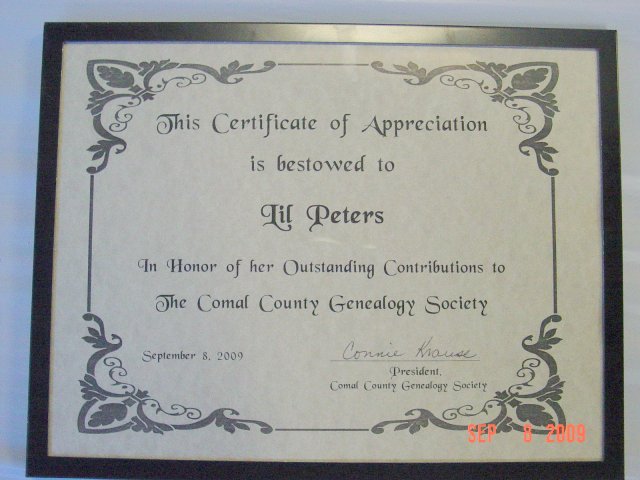 This Certificate of Appreciation
is bestowed to
Lil Peters
In Honor of her Outstanding Contributions to
The Comal County Genealogy Society
September 8, 2009
Connie Krause
President,
Comal County Genealogy Society
SEP 8 2009